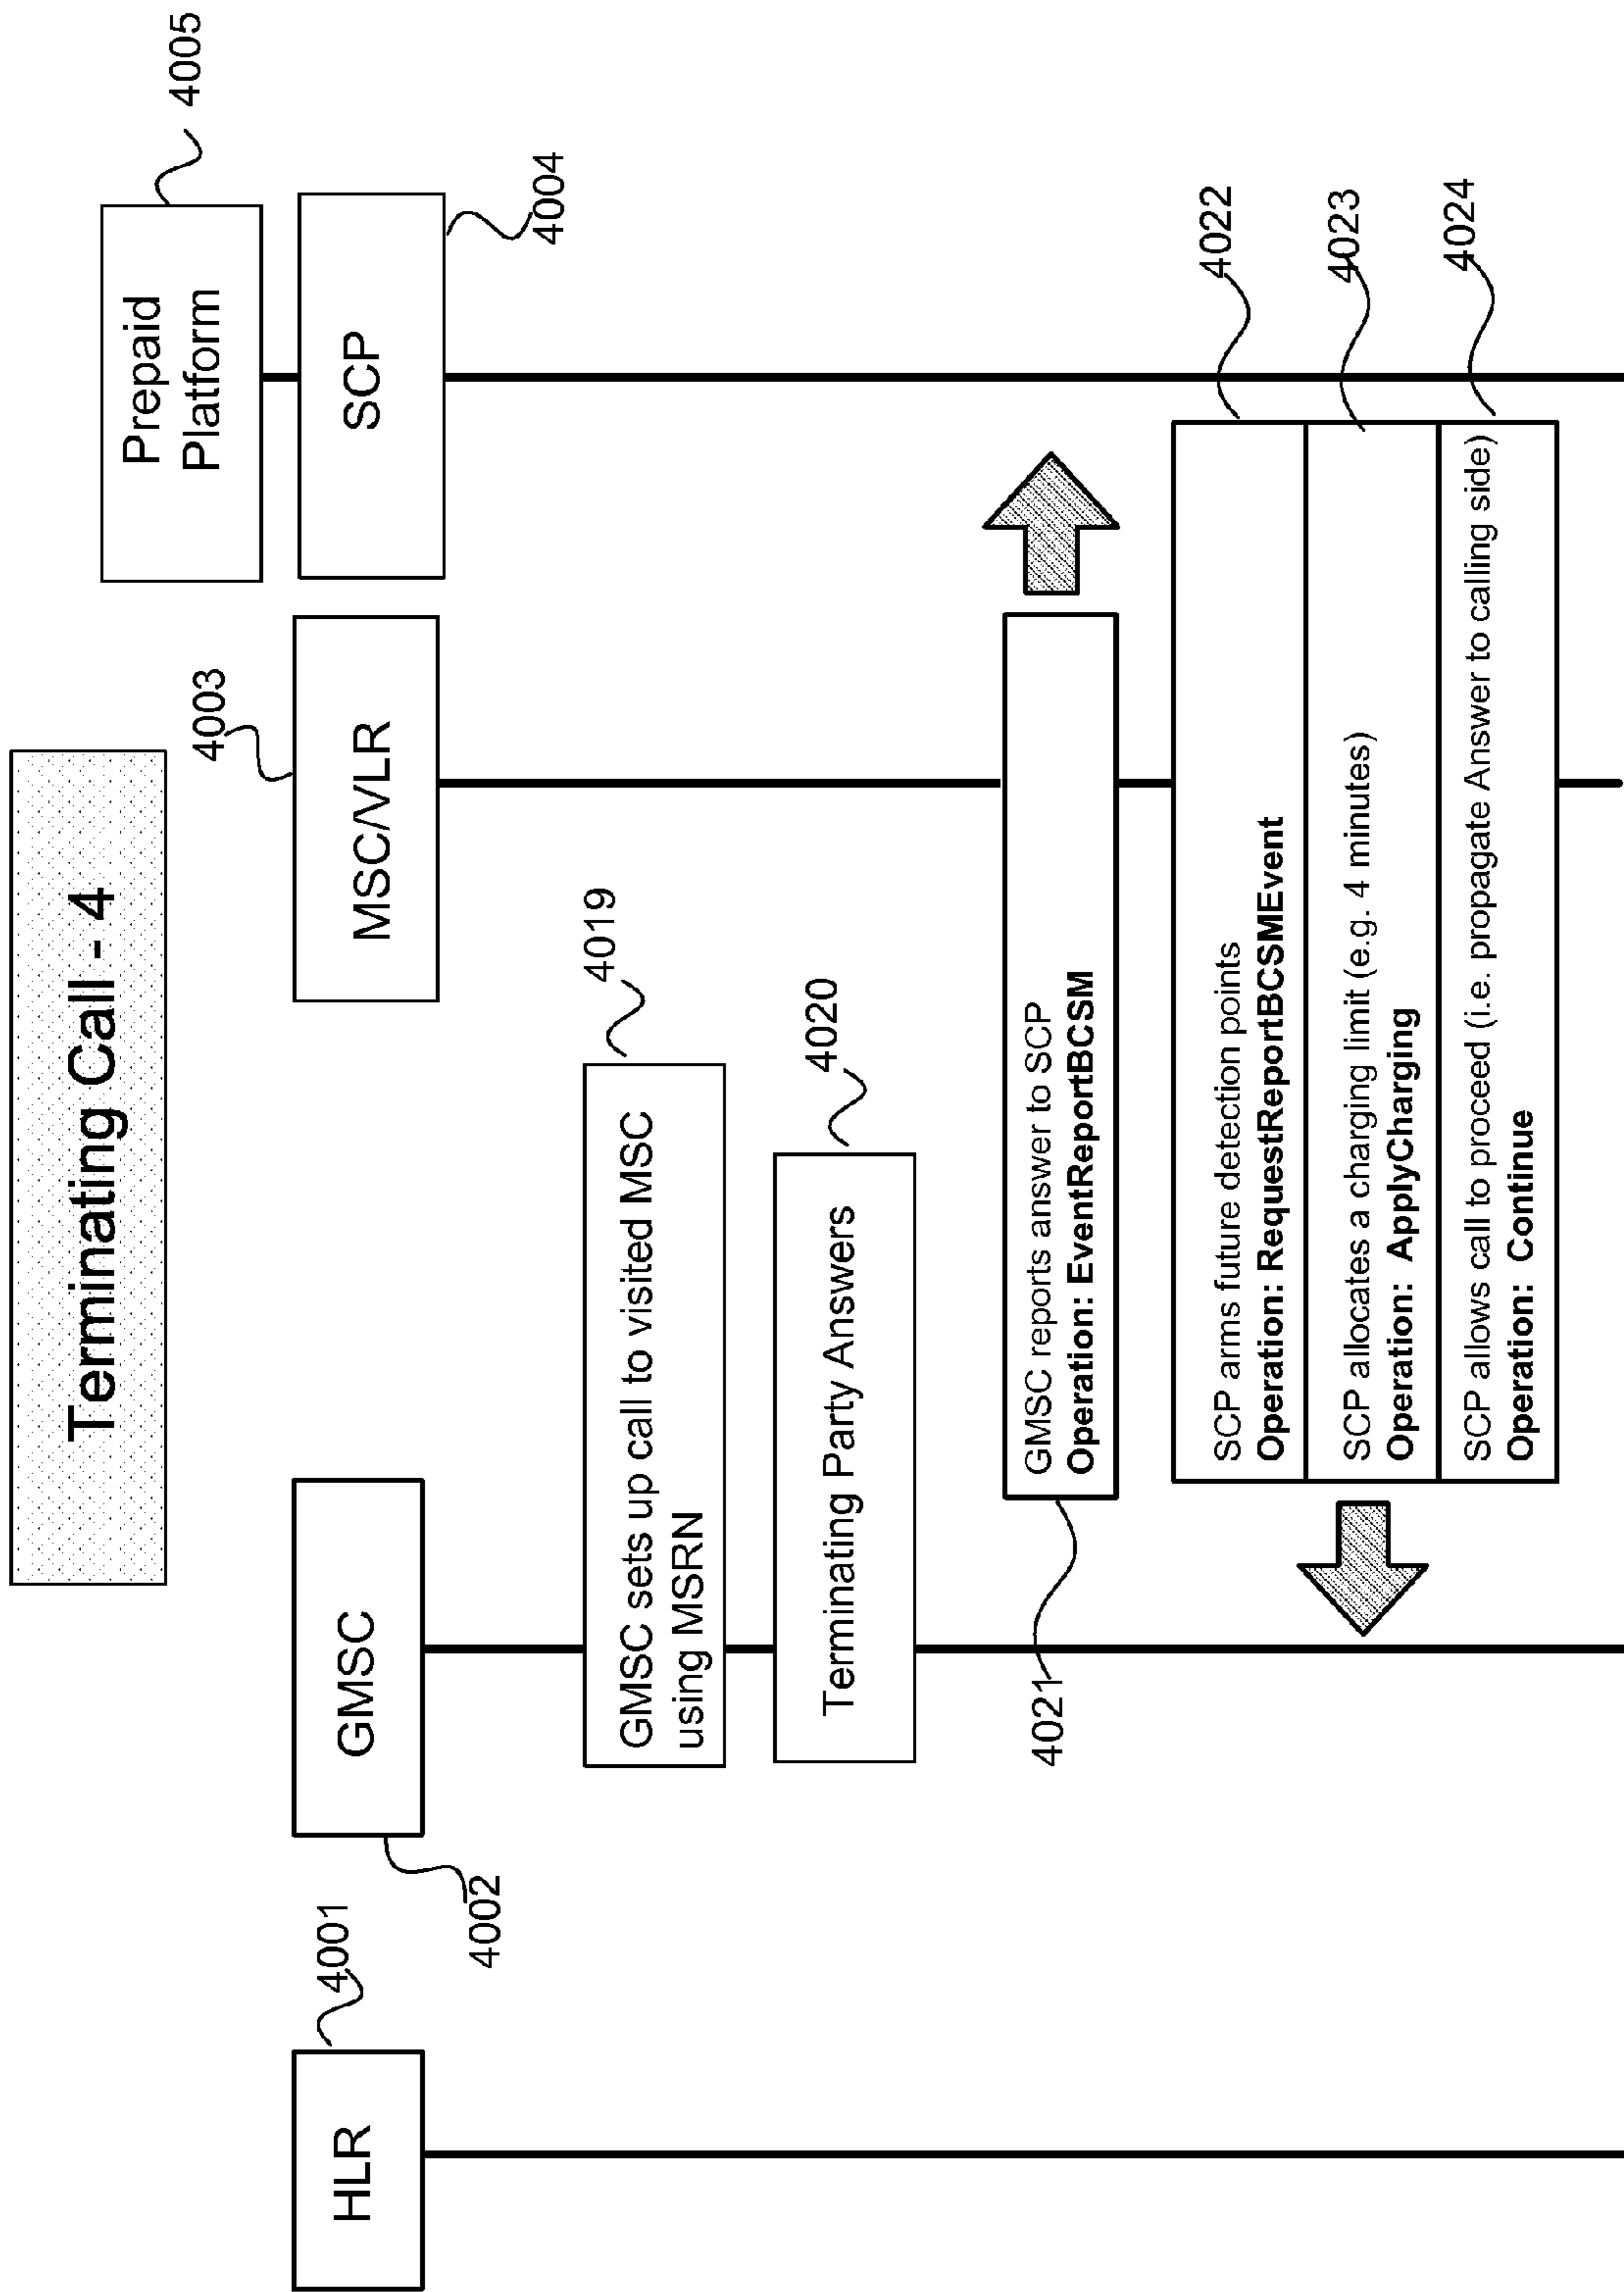 Terminating Call - 4
HLR
4001
GMSC
4002
MSC/VLR
4003
Prepaid
Platform
4005
SCP
4004
GMSC sets up call to visited MSC
using MSRN
4019
Terminating Party Answers
4020
GMSC reports answer to SCP
Operation: EventReportBCSM
4021
SCP arms future detection points
Operation: RequestReportBCSMEvent
4022
SCP allocates a charging limit (e.g. 4 minutes)
Operation: ApplyCharging
4023
SCP allows call to proceed (i.e. propagate Answer to calling side)
Operation: Continue
4024